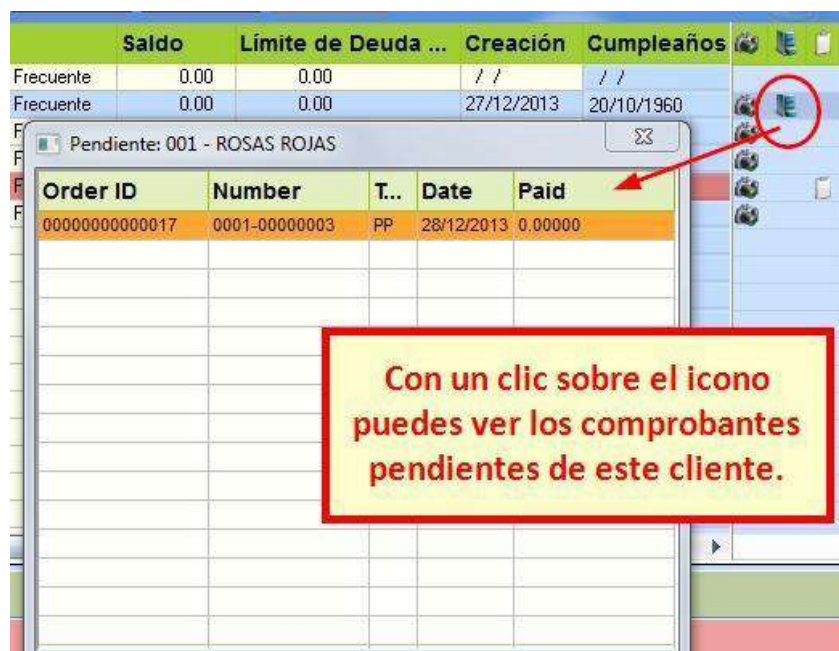 Saldo Límite de Deuda ... Creación Cumpleaños
Frecuente 0.00 0.00 / / / /
Frecuente 0.00 0.00 27/12/2013 20/10/1960
F
Pendiente: 001 - ROSAS ROJAS
F
F
F
Order ID Number T... Date Paid
00000000000017 0001-00000003 PP 28/12/2013 0.00000
Con un clic sobre el icono
puedes ver los comprobantes
pendientes de este cliente.